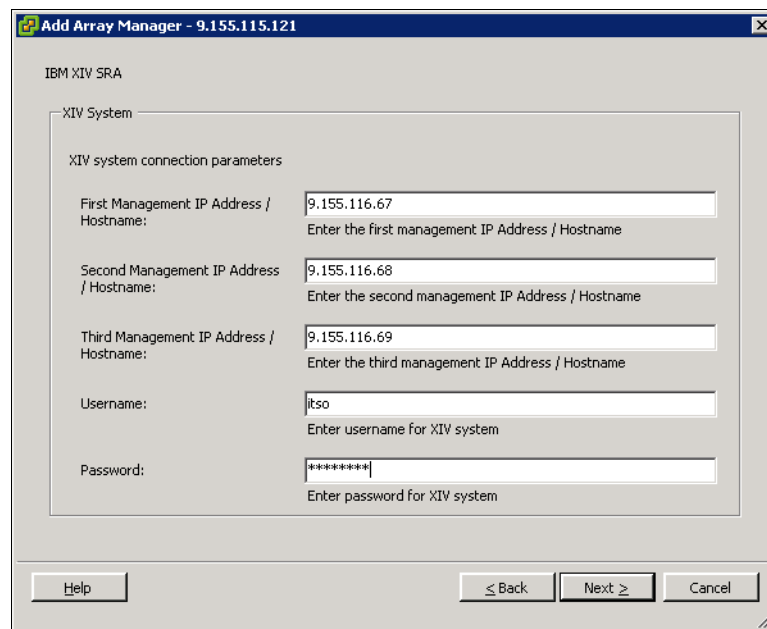 Add Array Manager - 9.155.115.121
IBM XIV SRA
XIV System
XIV system connection parameters
First Management IP Address /
Hostname:
9.155.116.67
Enter the first management IP Address / Hostname
Second Management IP Address
/ Hostname:
9.155.116.68
Enter the second management IP Address / Hostname
Third Management IP Address /
Hostname:
9.155.116.69
Enter the third management IP Address / Hostname
Username:
itso
Enter username for XIV system
Password:
********
Enter password for XIV system
Help
< Back
Next >
Cancel